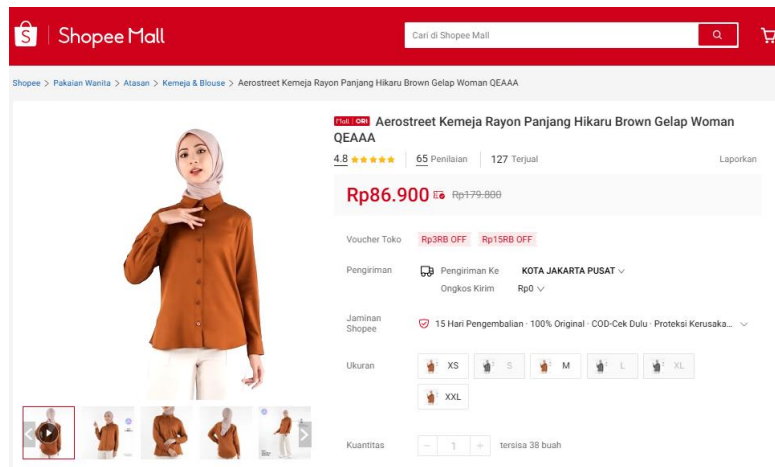 Shopee Mall
Cari di Shopee Mall
Shopee > Pakaian Wanita > Atasan > Kemeja & Blouse > Aerostreet Kemeja Rayon Panjang Hikaru Brown Gelap Woman QEAAA
Mall ORI Aerostreet Kemeja Rayon Panjang Hikaru Brown Gelap Woman
QEAAA
4.8 65 Penilaian 127 Terjual Laporkan
Rp86.900 Rp179.800
Voucher Toko Rp3RB OFF Rp15RB OFF
Pengiriman Pengiriman Ke KOTA JAKARTA PUSAT
Ongkos Kirim Rp0
Jaminan
Shopee 15 Hari Pengembalian · 100% Original · COD-Cek Dulu · Proteksi Kerusaka...
Ukuran XS S M L XL
XXL
Kuantitas - 1 + tersisa 38 buah